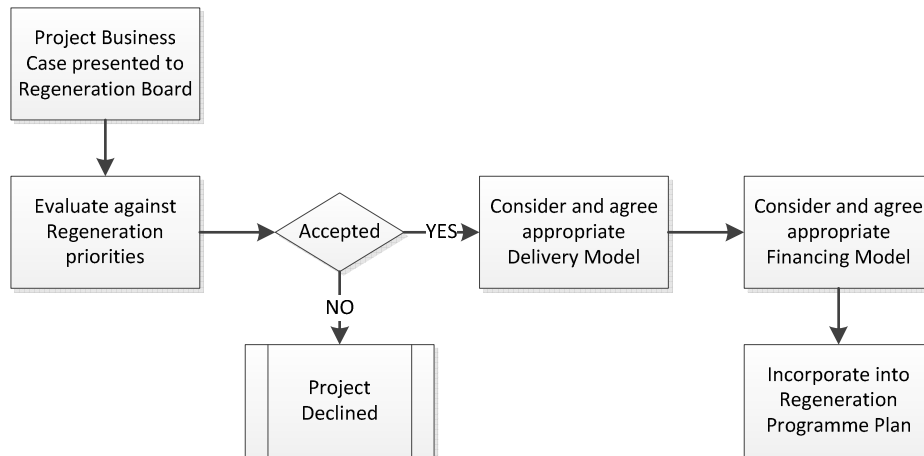 Project Business
Case presented to
Regeneration Board
Evaluate against
Regeneration
priorities
Accepted
YES
Consider and agree
appropriate
Delivery Model
Consider and agree
appropriate
Financing Model
NO
Project
Declined
Incorporate into
Regeneration
Programme Plan